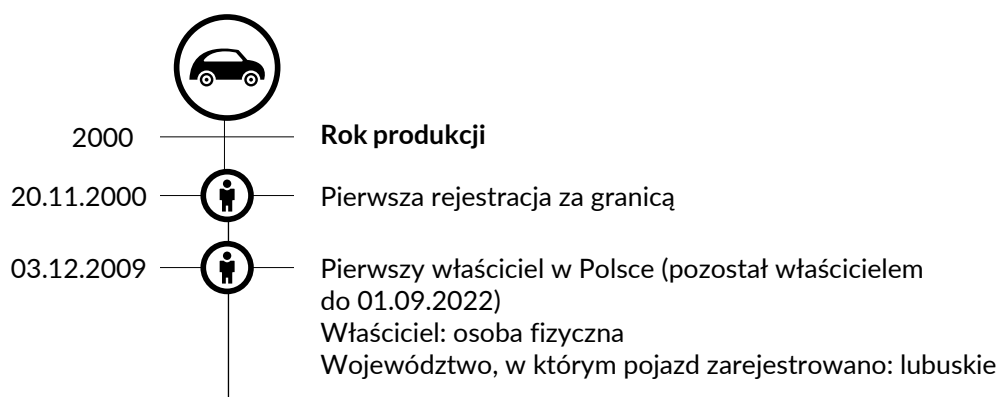 2000 Rok produkcji
20.11.2000 Pierwsza rejestracja za granicą
03.12.2009 Pierwszy właściciel w Polsce (pozostał właścicielem
do 01.09.2022)
Właściciel: osoba fizyczna
Województwo, w którym pojazd zarejestrowano: lubuskie